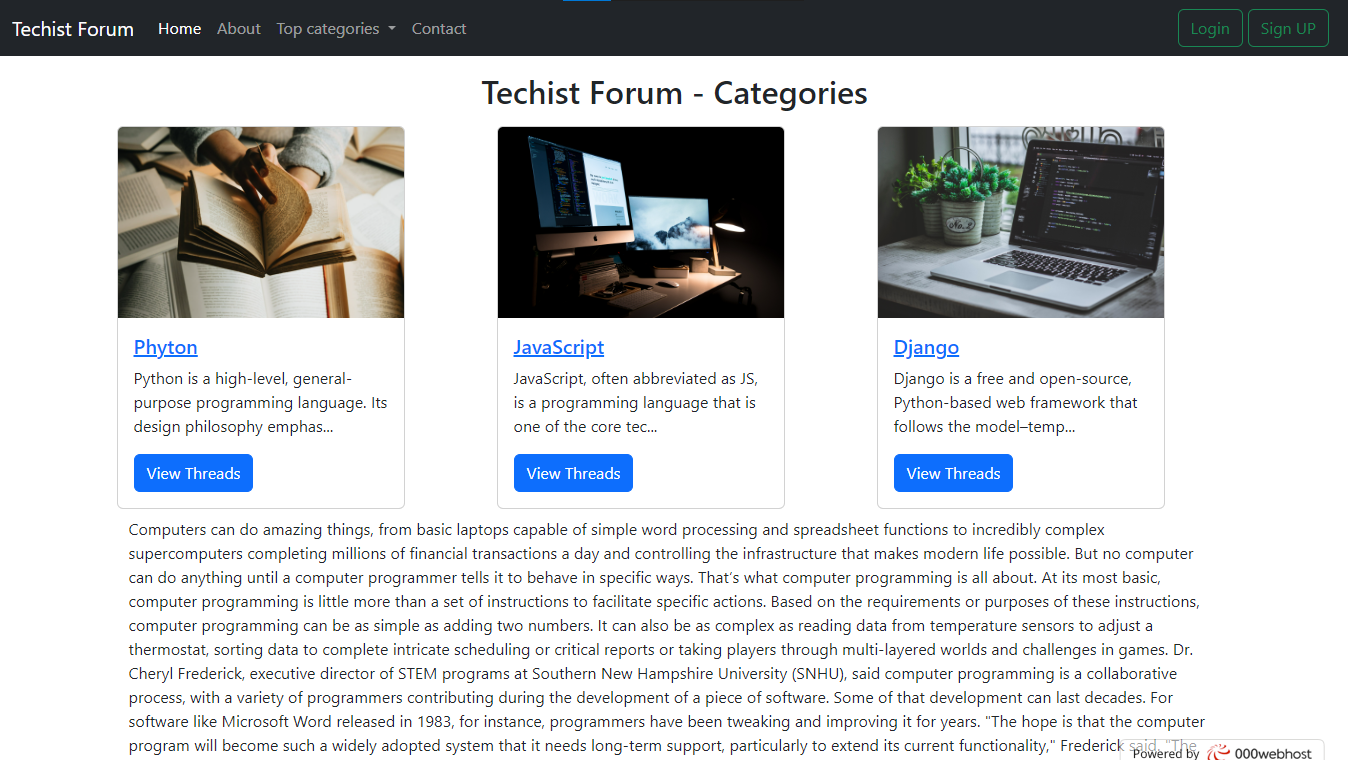 Techist Forum Home About Top categories Contact Login Sign UP
Techist Forum - Categories
Phyton
Python is a high-level, general-
purpose programming language. Its
design philosophy emphas...
View Threads
JavaScript
JavaScript, often abbreviated as JS,
is a programming language that is
one of the core tec...
View Threads
No. 2
Django
Django is a free and open-source,
Python-based web framework that
follows the model–temp...
View Threads
Computers can do amazing things, from basic laptops capable of simple word processing and spreadsheet functions to incredibly complex
supercomputers completing millions of financial transactions a day and controlling the infrastructure that makes modern life possible. But no computer
can do anything until a computer programmer tells it to behave in specific ways. That’s what computer programming is all about. At its most basic,
computer programming is little more than a set of instructions to facilitate specific actions. Based on the requirements or purposes of these instructions,
computer programming can be as simple as adding two numbers. It can also be as complex as reading data from temperature sensors to adjust a
thermostat, sorting data to complete intricate scheduling or critical reports or taking players through multi-layered worlds and challenges in games. Dr.
Cheryl Frederick, executive director of STEM programs at Southern New Hampshire University (SNHU), said computer programming is a collaborative
process, with a variety of programmers contributing during the development of a piece of software. Some of that development can last decades. For
software like Microsoft Word released in 1983, for instance, programmers have been tweaking and improving it for years. "The hope is that the computer
program will become such a widely adopted system that it needs long-term support, particularly to extend its current functionality," Frederick said. "The
Powered by 000webhost